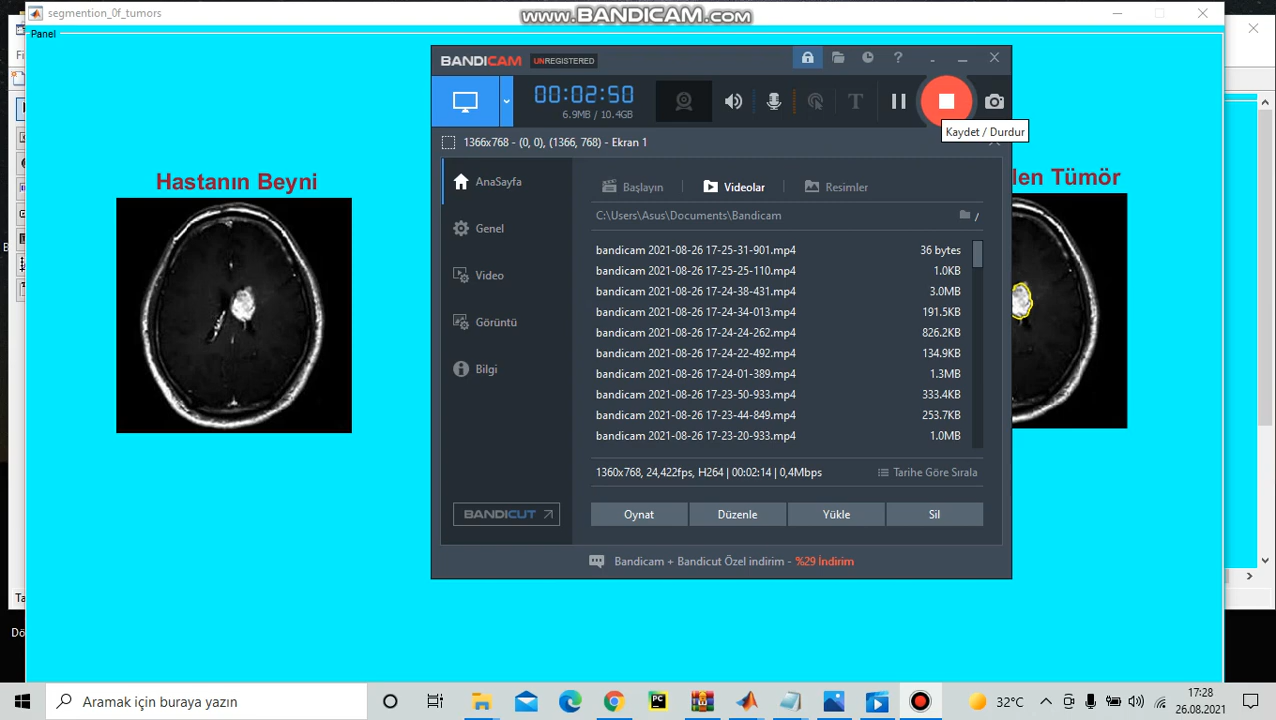 segmention_0f_tumors
www.BANDICAM.com
Panel
BANDICAM UNREGISTERED
00:02:50
6.9MB / 10.4GB
Kaydet / Durdur
1366x768 - (0, 0), (1366, 768) - Ekran 1
Hastanın Beyni
len Tümör
AnaSayfa
Genel
Video
Görüntü
Bilgi
BANDICUT
Başlayın
Videolar
Resimler
C:\Users\Asus\Documents\Bandicam
/
bandicam 2021-08-26 17-25-31-901.mp4 36 bytes
bandicam 2021-08-26 17-25-25-110.mp4 1.0KB
bandicam 2021-08-26 17-24-38-431.mp4 3.0MB
bandicam 2021-08-26 17-24-34-013.mp4 191.5KB
bandicam 2021-08-26 17-24-24-262.mp4 826.2KB
bandicam 2021-08-26 17-24-22-492.mp4 134.9KB
bandicam 2021-08-26 17-24-01-389.mp4 1.3MB
bandicam 2021-08-26 17-23-50-933.mp4 333.4KB
bandicam 2021-08-26 17-23-44-849.mp4 253.7KB
bandicam 2021-08-26 17-23-20-933.mp4 1.0MB
1360x768, 24,422fps, H264 | 00:02:14 | 0,4Mbps
Tarihe Göre Sırala
Oynat
Düzenle
Yükle
Sil
Bandicam + Bandicut Özel indirim - %29 İndirim
Ta
Dö
Aramak için buraya yazın
PC
32°C
17:28
26.08.2021